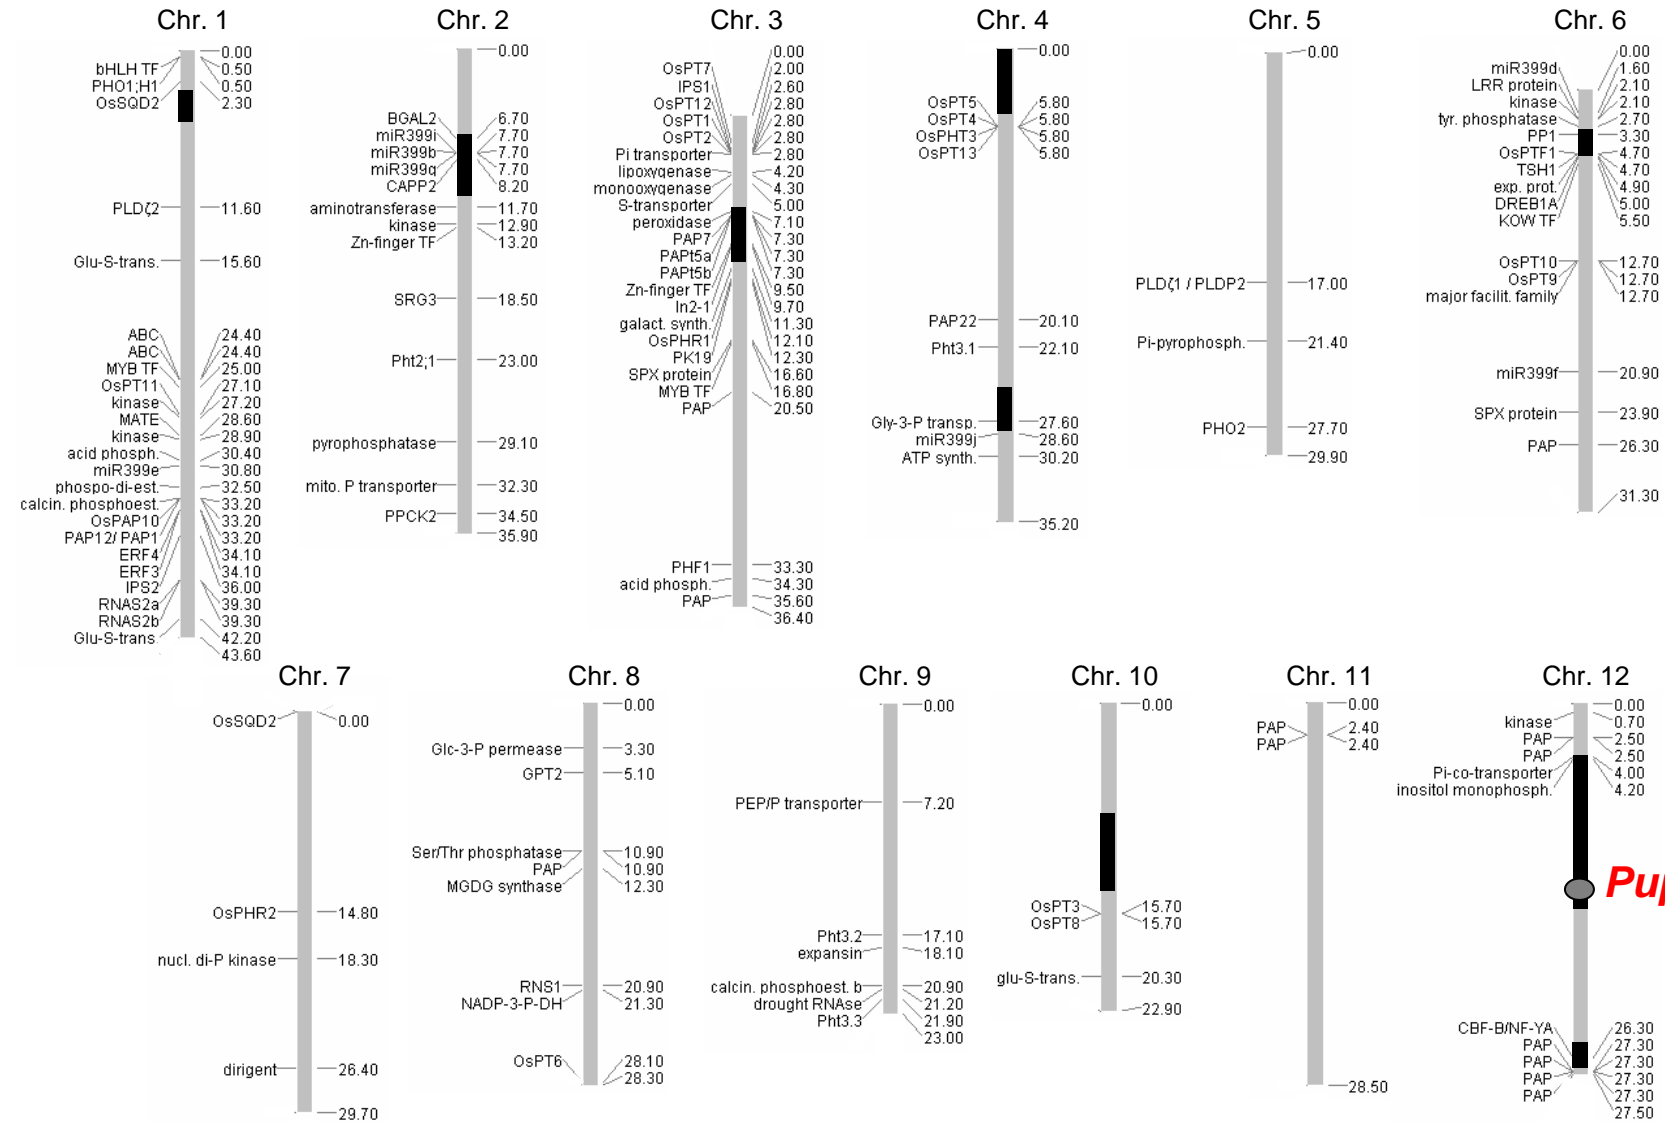 Chr. 1
0.00
bHLH TF 0.50
PHO1;H1 0.50
OsSQD2 2.30
PLDζ2 11.60
Glu-S-trans. 15.60
ABC 24.40
ABC 24.40
MYB TF 25.00
OsPT11 27.10
kinase 27.20
MATE 28.60
kinase 28.90
acid phosph. 30.40
miR399e 30.80
phospo-di-est. 32.50
calcin. phosphoest. 33.20
OsPAP10 33.20
PAP12/ PAP1 33.20
ERF4 34.10
ERF3 34.10
IPS2 36.00
RNAS2a 39.30
RNAS2b 39.30
Glu-S-trans 42.20
43.60
Chr. 2
0.00
BGAL2 6.70
miR399i 7.70
miR399b 7.70
miR399q 7.70
CAPP2 8.20
aminotransferase 11.70
kinase 12.90
Zn-finger TF 13.20
SRG3 18.50
Pht2;1 23.00
pyrophosphatase 29.10
mito. P transporter 32.30
PPCK2 34.50
35.90
Chr. 3
0.00
OsPT7 2.00
IPS1 2.60
OsPT12 2.80
OsPT1 2.80
OsPT2 2.80
Pi transporter 2.80
lipoxygenase 4.20
monooxygenase 4.30
S-transporter 5.00
peroxidase 7.10
PAP7 7.30
PAPt5a 7.30
PAPt5b 7.30
Zn-finger TF 9.50
In2-1 9.70
galact. synth. 11.30
OsPHR1 12.10
PK19 12.30
SPX protein 16.60
MYB TF 16.80
PAP 20.50
PHF1 33.30
acid phosph. 34.30
PAP 35.60
36.40
Chr. 4
0.00
OsPT5 5.80
OsPT4 5.80
OsPHT3 5.80
OsPT13 5.80
PAP22 20.10
Pht3.1 22.10
Gly-3-P transp. 27.60
miR399j 28.60
ATP synth. 30.20
35.20
Chr. 5
0.00
PLDζ1 / PLDP2 17.00
Pi-pyrophosph. 21.40
PHO2 27.70
29.90
Chr. 6
0.00
miR399d 1.60
LRR protein 2.10
kinase 2.10
tyr. phosphatase 2.70
PP1 3.30
OsPTF1 4.70
TSH1 4.70
exp. prot. 4.90
DREB1A 5.00
KOW TF 5.50
OsPT10 12.70
OsPT9 12.70
major facilit. family 12.70
miR399f 20.90
SPX protein 23.90
PAP 26.30
31.30
Chr. 7
OsSQD2 0.00
OsPHR2 14.80
nucl. di-P kinase 18.30
dirigent 26.40
29.70
Chr. 8
0.00
Glc-3-P permease 3.30
GPT2 5.10
Ser/Thr phosphatase 10.90
PAP 10.90
MGDG synthase 12.30
RNS1 20.90
NADP-3-P-DH 21.30
OsPT6 28.10
28.30
Chr. 9
0.00
PEP/P transporter 7.20
Pht3.2 17.10
expansin 18.10
calcin. phosphoest. b 20.90
drought RNAse 21.20
Pht3.3 21.90
23.00
Chr. 10
0.00
OsPT3 15.70
OsPT8 15.70
glu-S-trans. 20.30
22.90
Chr. 11
0.00
PAP 2.40
PAP 2.40
28.50
Chr. 12
0.00
kinase 0.70
PAP 2.50
PAP 2.50
Pi-co-transporter 4.00
inositol monophosph. 4.20
Pup
CBF-B/NF-YA 26.30
PAP 27.30
PAP 27.30
PAP 27.30
PAP 27.30
27.50